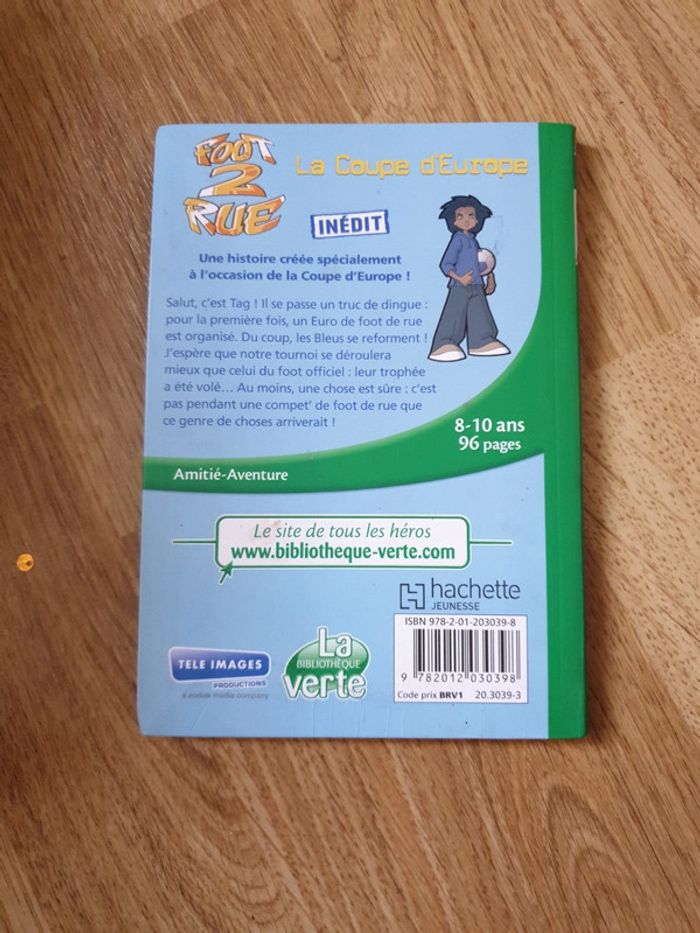 FOOT
2
RUE
La Coupe d'Europe
INÉDIT
Une histoire créée spécialement
à l'occasion de la Coupe d'Europe !
Salut, c'est Tag ! Il se passe un truc de dingue :
pour la première fois, un Euro de foot de rue
est organisé. Du coup, les Bleus se reforment !
J'espère que notre tournoi se déroulera
mieux que celui du foot officiel : leur trophée
a été volé... Au moins, une chose est sûre : c'est
pas pendant une compet' de foot de rue que
ce genre de choses arriverait !
8-10 ans
96 pages
Amitié-Aventure
Le site de tous les héros
www.bibliotheque-verte.com
hachette
JEUNESSE
ISBN 978-2-01-203039-8
9 782012 030398
Code prix BRV1 20.3039-3
TELE IMAGES
PRODUCTIONS
a zodiak media company
La
BIBLIOTHÈQUE
verte